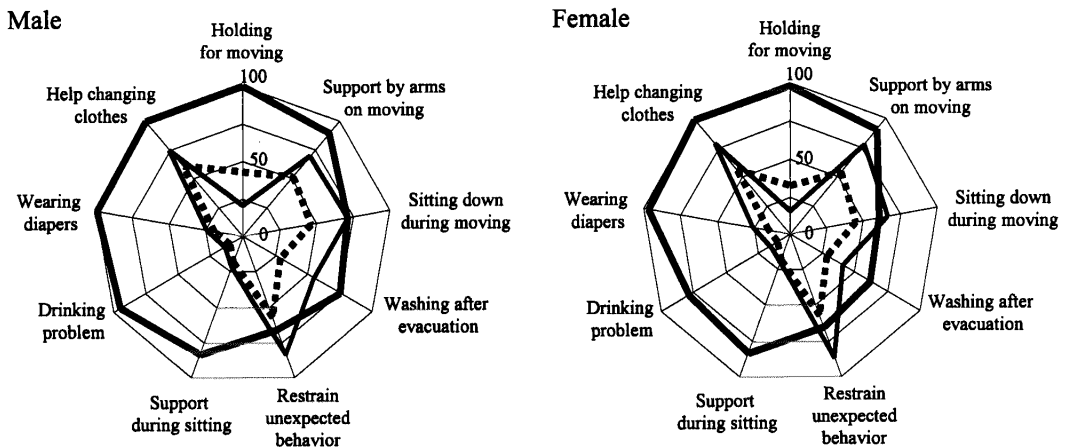 Male
Holding
for moving
100
Support by arms
on moving
50
Sitting down
during moving
0
Washing after
evacuation
Restrain
unexpected
behavior
Support
during sitting
Drinking
problem
Wearing
diapers
Help changing
clothes
Female
Holding
for moving
100
Support by arms
on moving
50
Sitting down
during moving
0
Washing after
evacuation
Restrain
unexpected
behavior
Support
during sitting
Drinking
problem
Wearing
diapers
Help changing
clothes